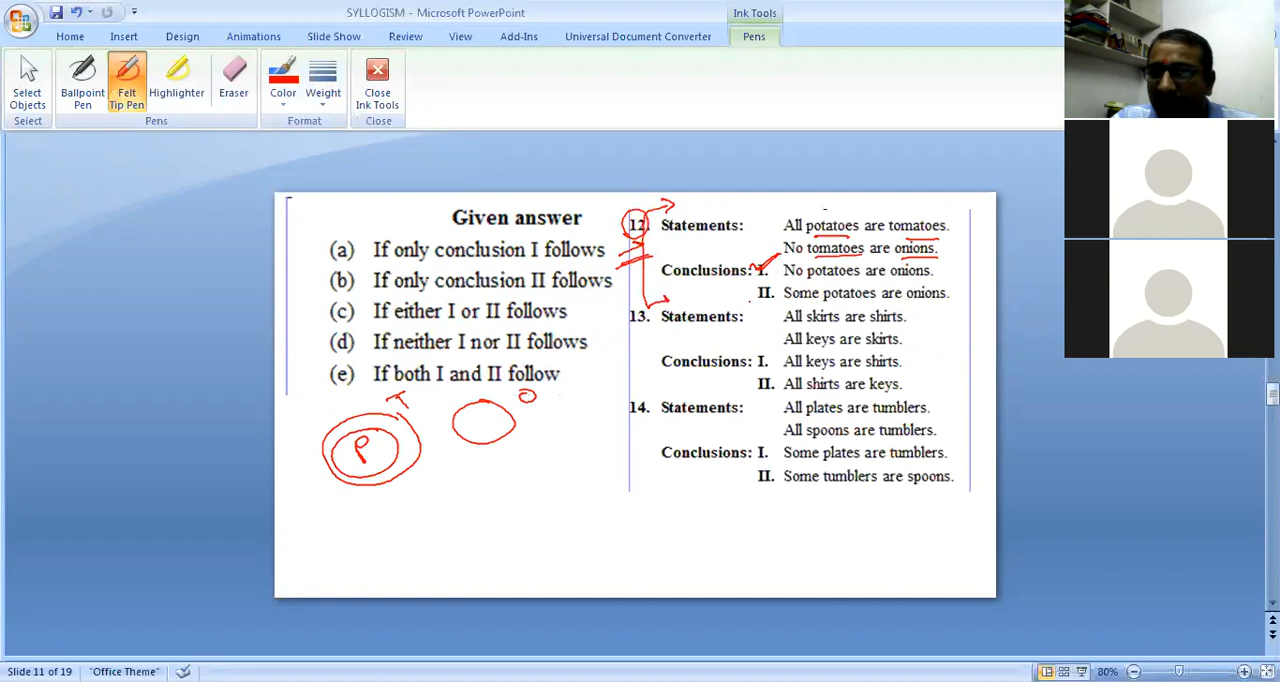 SYLLOGISM - Microsoft PowerPoint
Ink Tools
Home Insert Design Animations Slide Show Review View Add-Ins Universal Document Converter Pens
Select Objects
Ballpoint Pen
Felt Tip Pen
Highlighter
Eraser
Color
Weight
Close Ink Tools
Select Pens Format Close
Given answer
(a) If only conclusion I follows
(b) If only conclusion II follows
(c) If either I or II follows
(d) If neither I nor II follows
(e) If both I and II follow
T
O
P
12. Statements: All potatoes are tomatoes.
No tomatoes are onions.
Conclusions: I. No potatoes are onions.
II. Some potatoes are onions.
13. Statements: All skirts are shirts.
All keys are skirts.
Conclusions: I. All keys are shirts.
II. All shirts are keys.
14. Statements: All plates are tumblers.
All spoons are tumblers.
Conclusions: I. Some plates are tumblers.
II. Some tumblers are spoons.
Slide 11 of 19 "Office Theme" 80%